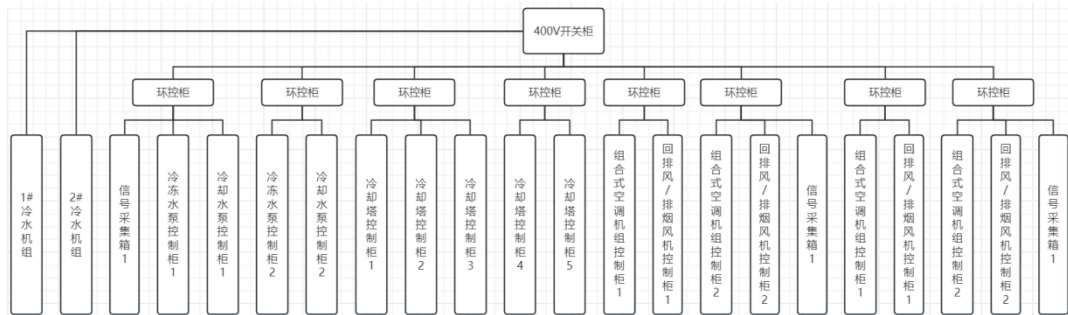 400V开关柜
环控柜
环控柜
环控柜
环控柜
环控柜
环控柜
环控柜
环控柜
1#冷水机组
2#冷水机组
信号采集箱1
冷冻水泵控制柜1
冷却水泵控制柜1
冷冻水泵控制柜2
冷却水泵控制柜2
冷却塔控制柜1
冷却塔控制柜2
冷却塔控制柜3
冷却塔控制柜4
冷却塔控制柜5
组合式空调机组控制柜1
回排风/排烟风机控制柜1
组合式空调机组控制柜2
回排风/排烟风机控制柜2
信号采集箱1
组合式空调机组控制柜1
回排风/排烟风机控制柜1
组合式空调机组控制柜2
回排风/排烟风机控制柜2
信号采集箱1